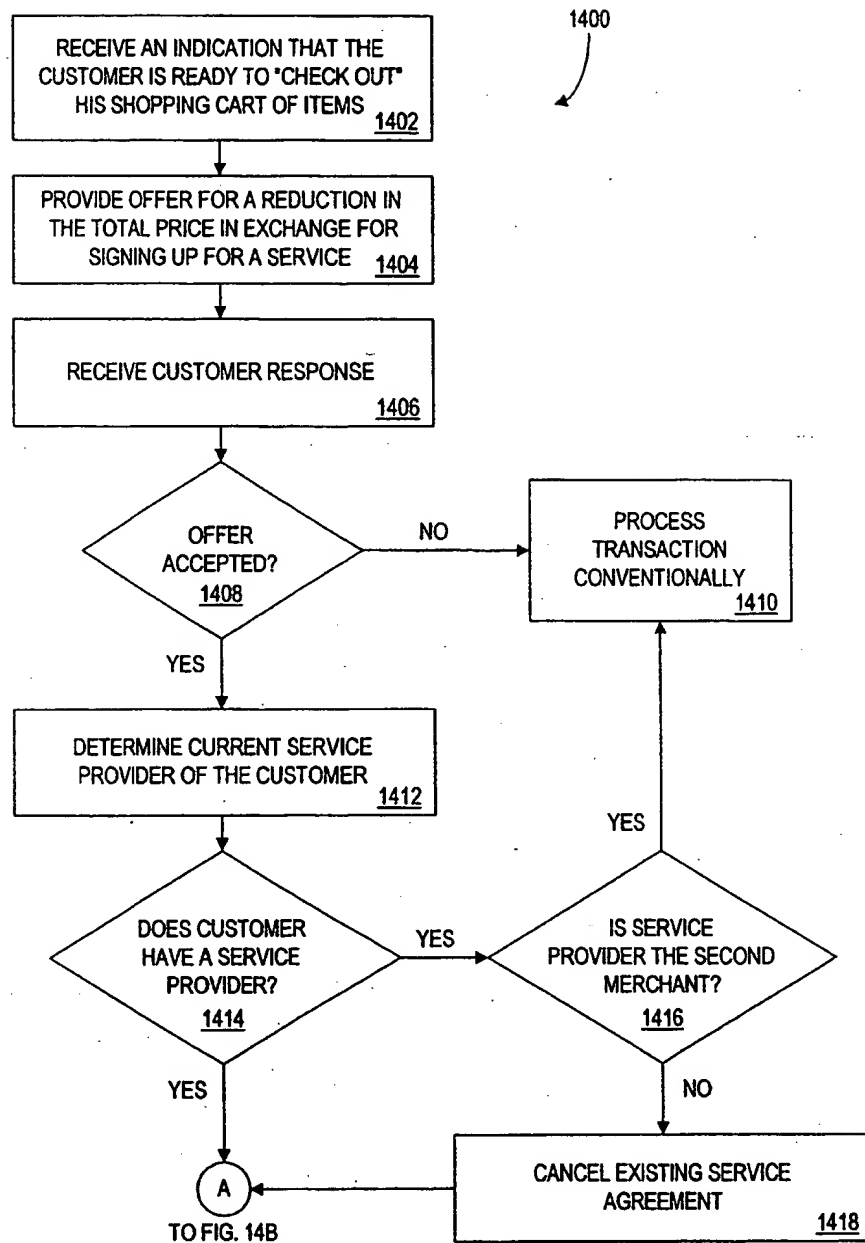 1400
RECEIVE AN INDICATION THAT THE
CUSTOMER IS READY TO "CHECK OUT"
HIS SHOPPING CART OF ITEMS
1402
PROVIDE OFFER FOR A REDUCTION IN
THE TOTAL PRICE IN EXCHANGE FOR
SIGNING UP FOR A SERVICE
1404
RECEIVE CUSTOMER RESPONSE
1406
OFFER
ACCEPTED?
1408
NO
PROCESS
TRANSACTION
CONVENTIONALLY
1410
YES
DETERMINE CURRENT SERVICE
PROVIDER OF THE CUSTOMER
1412
DOES CUSTOMER
HAVE A SERVICE
PROVIDER?
1414
YES
IS SERVICE
PROVIDER THE SECOND
MERCHANT?
1416
YES
YES
NO
A
TO FIG. 14B
CANCEL EXISTING SERVICE
AGREEMENT
1418